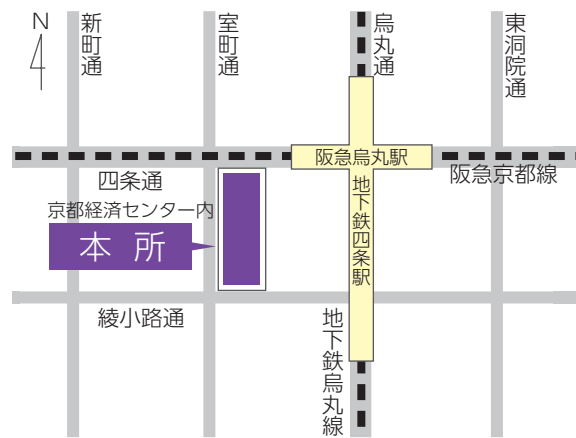 N
新町通
室町通
烏丸通
東洞院通
阪急烏丸駅
四条通
阪急京都線
京都経済センター内
本所
地下鉄四条駅
綾小路通
地下鉄烏丸線